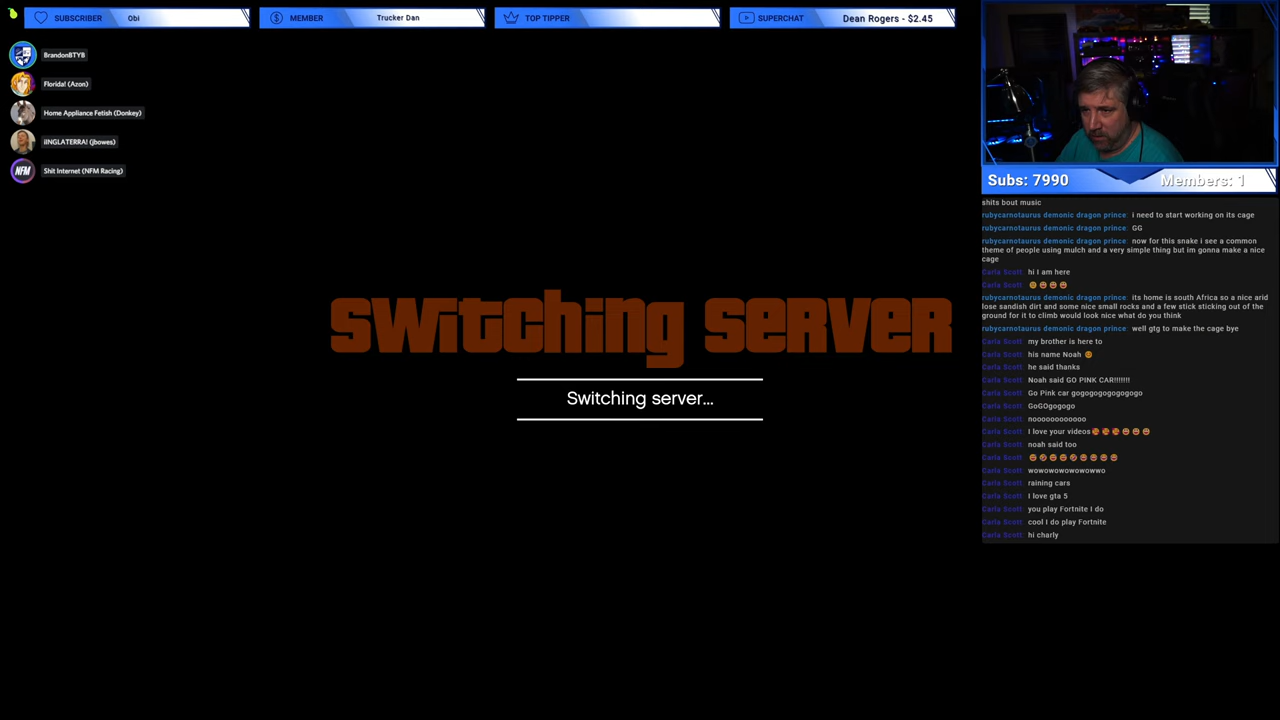 SUBSCRIBER Obi
MEMBER Trucker Dan
TOP TIPPER
SUPERCHAT Dean Rogers - $2.45
BrandonBTYB
Florida! (Azon)
Home Appliance Fetish (Donkey)
iINGLATERRA! (jbowes)
NFM Shit Internet (NFM Racing)
switching server
Switching server...
Subs: 7990
Members: 1
shits bout music
rubycarnotaurus demonic dragon prince: i need to start working on its cage
rubycarnotaurus demonic dragon prince: GG
rubycarnotaurus demonic dragon prince: now for this snake i see a common
theme of people using mulch and a very simple thing but im gonna make a nice
cage
Carla Scott: hi I am here
Carla Scott:
rubycarnotaurus demonic dragon prince: its home is south Africa so a nice arid
lose sandish dirt and some nice small rocks and a few stick sticking out of the
ground for it to climb would look nice what do you think
rubycarnotaurus demonic dragon prince: well gtg to make the cage bye
Carla Scott: my brother is here to
Carla Scott: his name Noah
Carla Scott: he said thanks
Carla Scott: Noah said GO PINK CAR!!!!!!!
Carla Scott: Go Pink car gogogogogogogogo
Carla Scott: GoGOgogogo
Carla Scott: noooooooooooo
Carla Scott: I love your videos
Carla Scott: noah said too
Carla Scott:
Carla Scott: wowowowowowowwo
Carla Scott: raining cars
Carla Scott: I love gta 5
Carla Scott: you play Fortnite I do
Carla Scott: cool I do play Fortnite
Carla Scott: hi charly